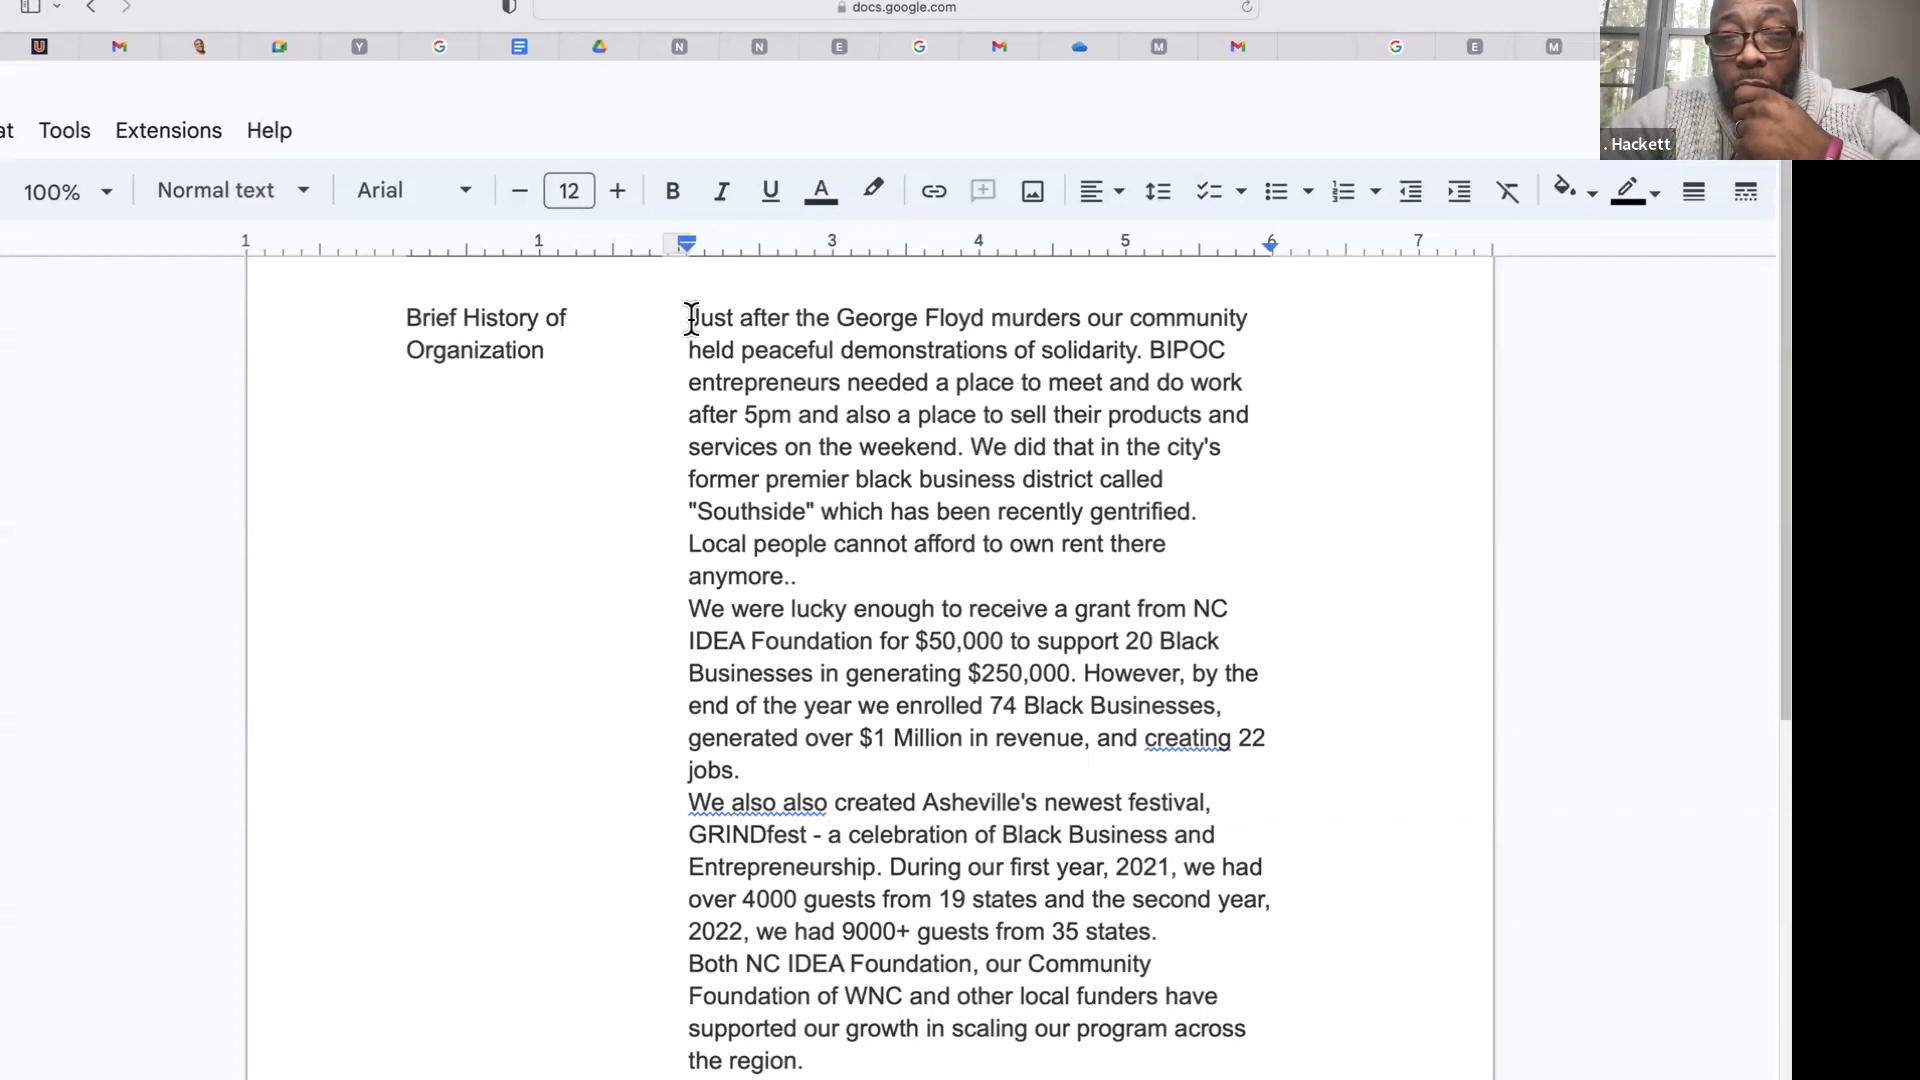 docs.google.com
U
Y
G
N
N
E
G
M
G
E
M
. Hackett
at Tools Extensions Help
100% Normal text Arial 12 B I U A
1 1 3 4 5 6 7
Brief History of
Organization
Just after the George Floyd murders our community
held peaceful demonstrations of solidarity. BIPOC
entrepreneurs needed a place to meet and do work
after 5pm and also a place to sell their products and
services on the weekend. We did that in the city's
former premier black business district called
"Southside" which has been recently gentrified.
Local people cannot afford to own rent there
anymore..
We were lucky enough to receive a grant from NC
IDEA Foundation for $50,000 to support 20 Black
Businesses in generating $250,000. However, by the
end of the year we enrolled 74 Black Businesses,
generated over $1 Million in revenue, and creating 22
jobs.
We also also created Asheville's newest festival,
GRINDfest - a celebration of Black Business and
Entrepreneurship. During our first year, 2021, we had
over 4000 guests from 19 states and the second year,
2022, we had 9000+ guests from 35 states.
Both NC IDEA Foundation, our Community
Foundation of WNC and other local funders have
supported our growth in scaling our program across
the region.